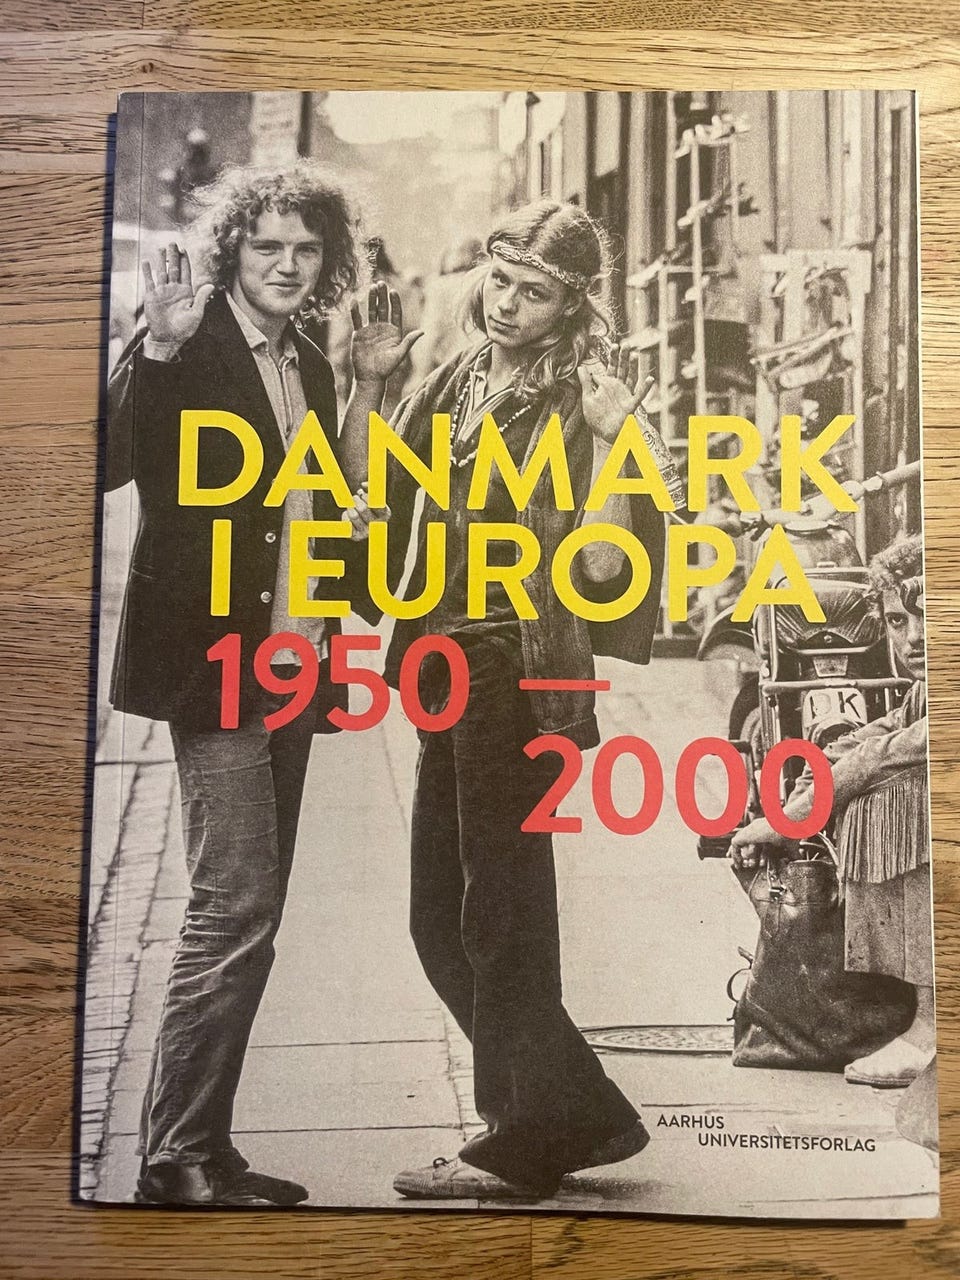 DANMARK
I EUROPA
1950 —
2000
DK
AARHUS
UNIVERSITETSFORLAG